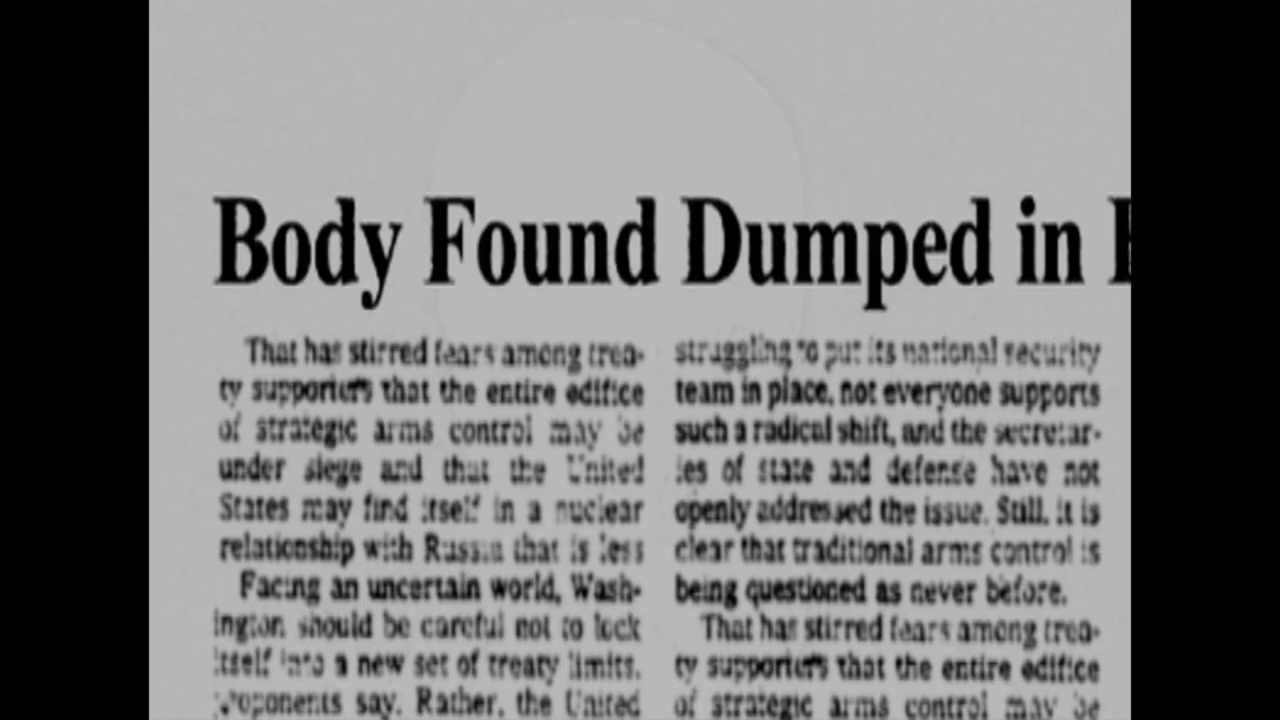 Body Found Dumped in
That has stirred fears among trea-
ty supporters that the entire edifice
of strategic arms control may be
under siege and that the United
States may find itself in a nuclear
relationship with Russia that is less
Facing an uncertain world, Wash-
ington should be careful not to lock
itself into a new set of treaty limits,
proponents say. Rather, the United
struggling to put its national security
team in place, not everyone supports
such a radical shift, and the secretar-
ies of state and defense have not
openly addressed the issue. Still, it is
clear that traditional arms control is
being questioned as never before.
That has stirred fears among trea-
ty supporters that the entire edifice
of strategic arms control may be